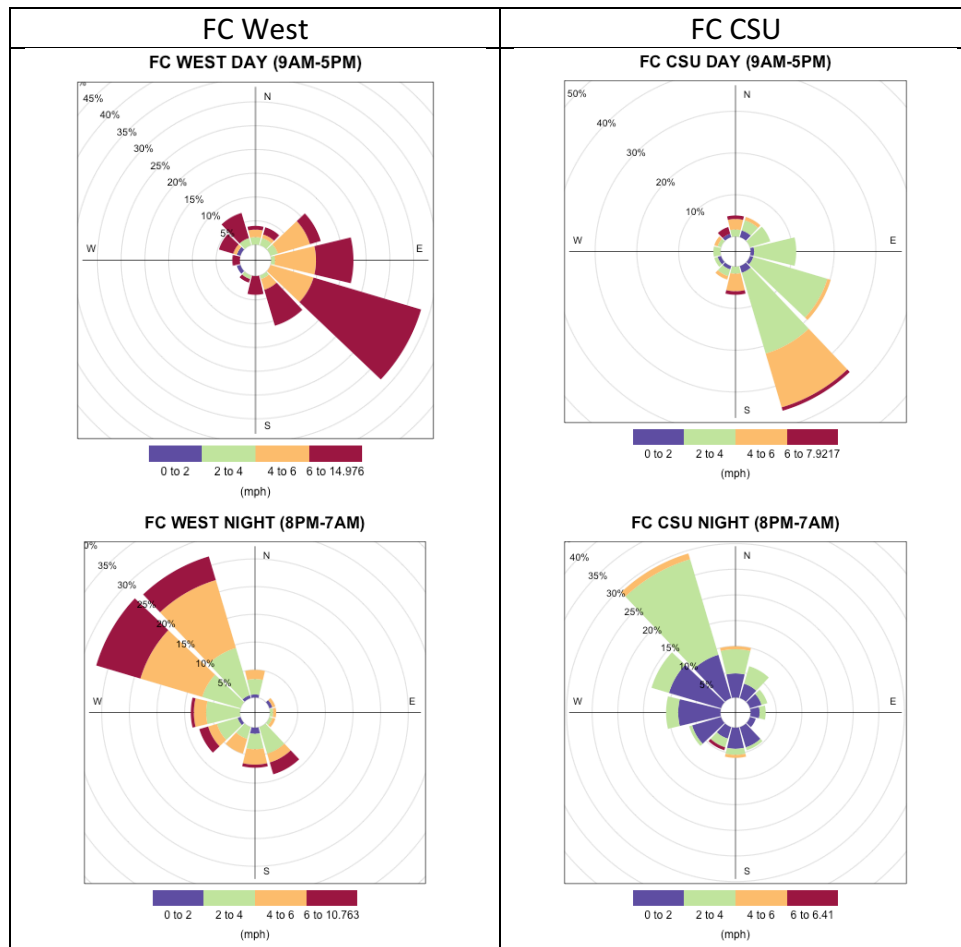 FC West
FC CSU
FC WEST DAY (9AM-5PM)
%
45%
40%
35%
30%
25%
20%
15%
10%
5%
N
W
E
S
0 to 2 2 to 4 4 to 6 6 to 14.976
(mph)
FC CSU DAY (9AM-5PM)
50%
40%
30%
20%
10%
N
W
E
S
0 to 2 2 to 4 4 to 6 6 to 7.9217
(mph)
FC WEST NIGHT (8PM-7AM)
0%
35%
30%
25%
20%
15%
10%
5%
N
W
E
S
0 to 2 2 to 4 4 to 6 6 to 10.763
(mph)
FC CSU NIGHT (8PM-7AM)
40%
35%
30%
25%
20%
15%
10%
5%
N
W
E
S
0 to 2 2 to 4 4 to 6 6 to 6.41
(mph)